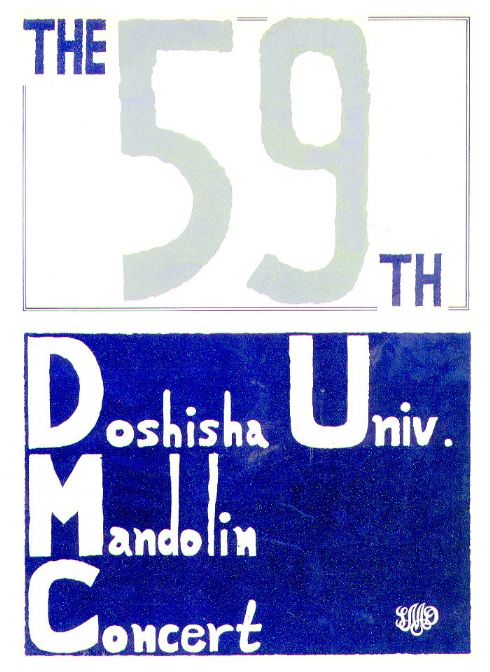 THE
59
TH
Doshisha Univ.
Mandolin
Concert